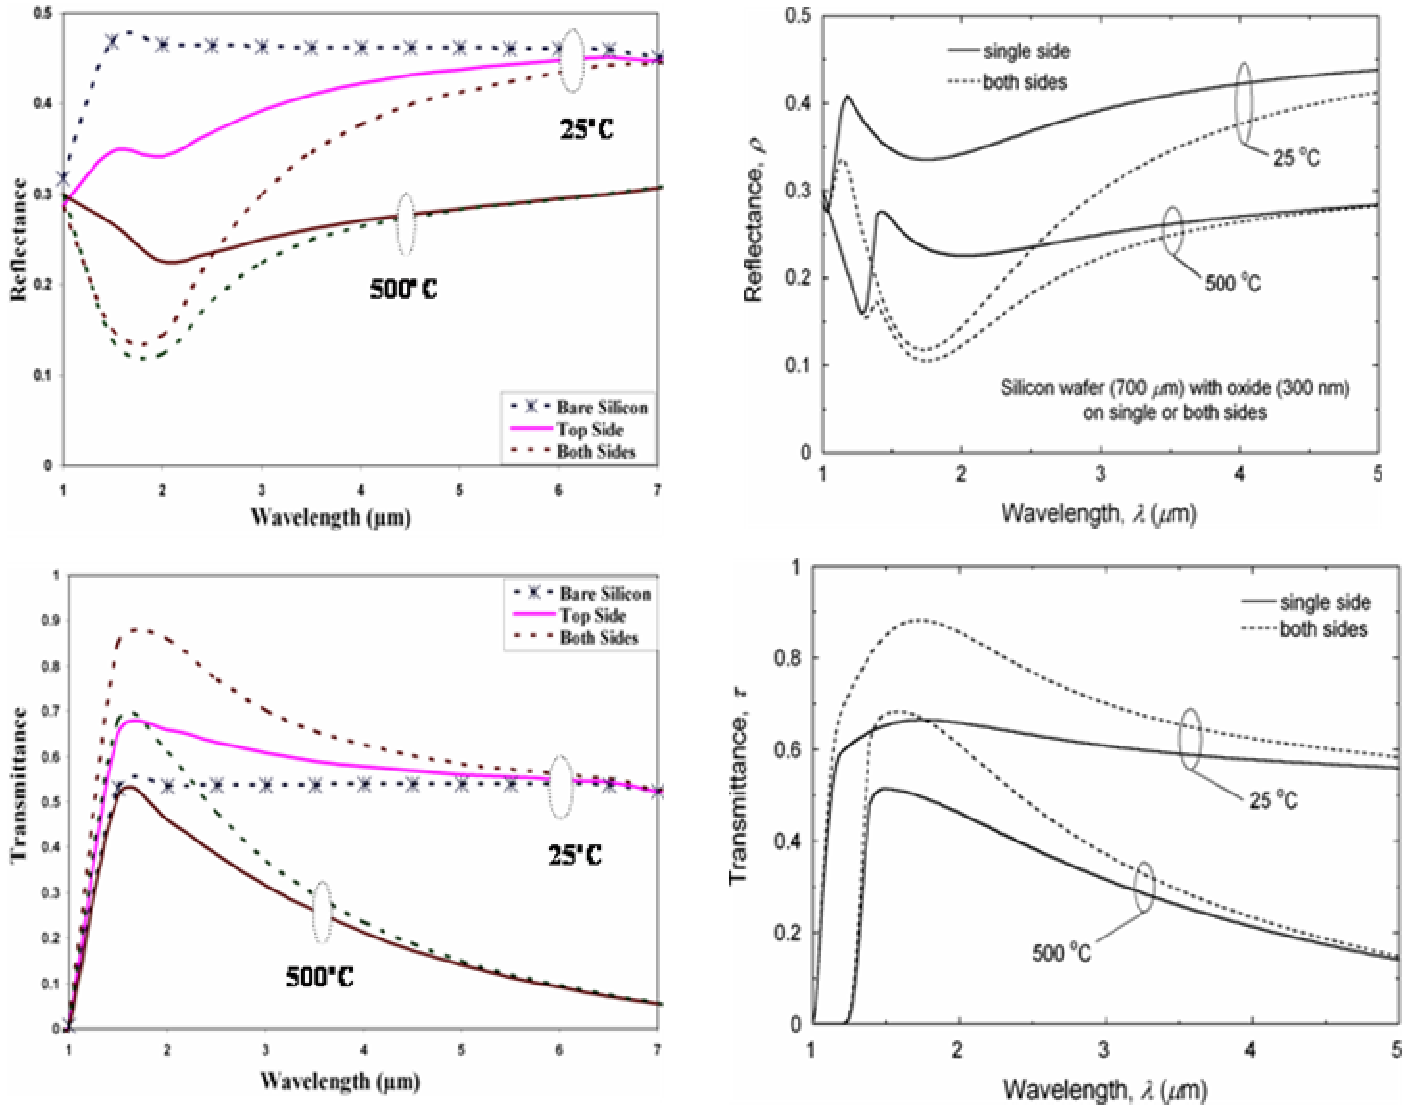 0.5
0.4
0.3
0.2
0.1
0
Reflectance
1 2 3 4 5 6 7
Wavelength (µm)
25°C
500°C
Bare Silicon
Top Side
Both Sides
0.5
0.4
0.3
0.2
0.1
0
Reflectance, ρ
single side
both sides
25 °C
500 °C
Silicon wafer (700 μm) with oxide (300 nm)
on single or both sides
1 2 3 4 5
Wavelength, λ (μm)
1
0.9
0.8
0.7
0.6
0.5
0.4
0.3
0.2
0.1
0
Transmittance
Bare Silicon
Top Side
Both Sides
25°C
500°C
1 2 3 4 5 6 7
Wavelength (µm)
1
0.8
0.6
0.4
0.2
0
Transmittance, τ
single side
both sides
25 °C
500 °C
1 2 3 4 5
Wavelength, λ (μm)